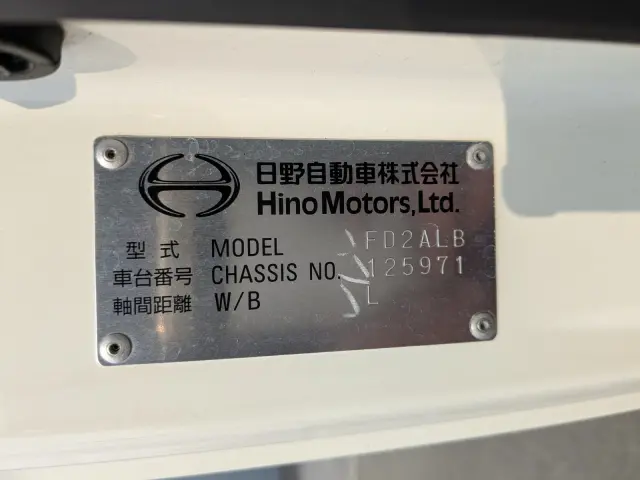 日野自動車株式会社
Hino Motors, Ltd.
型式 MODEL FD2ALB
車台番号 CHASSIS NO. 125971
軸間距離 W/B L